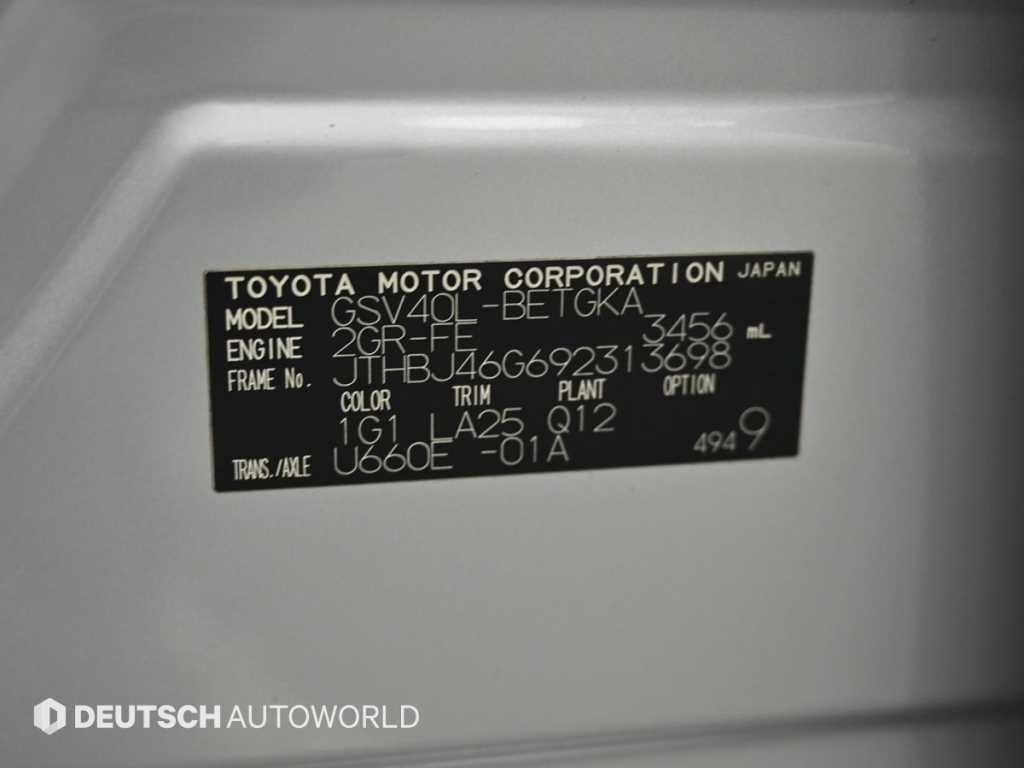 TOYOTA MOTOR CORPORATION JAPAN
MODEL GSV40L-BETGKA
ENGINE 2GR-FE 3456 mL
FRAME No. JTHBJ46G692313698
COLOR TRIM PLANT OPTION
1G1 LA25 Q12
TRANS./AXLE U660E -01A 4949
DEUTSCH AUTOWORLD